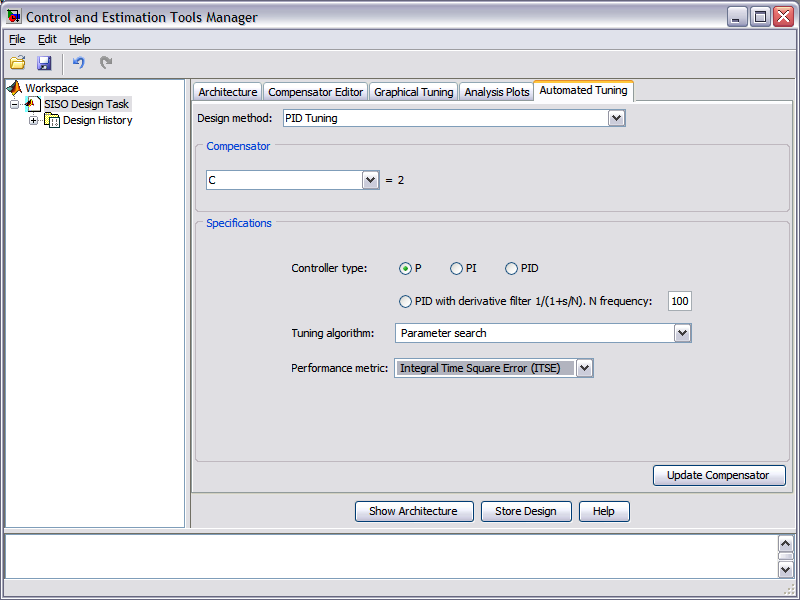 Control and Estimation Tools Manager
File Edit Help
Workspace
SISO Design Task
Design History
Architecture Compensator Editor Graphical Tuning Analysis Plots Automated Tuning
Design method: PID Tuning
Compensator
C = 2
Specifications
Controller type: P PI PID
PID with derivative filter 1/(1+s/N). N frequency: 100
Tuning algorithm: Parameter search
Performance metric: Integral Time Square Error (ITSE)
Update Compensator
Show Architecture Store Design Help